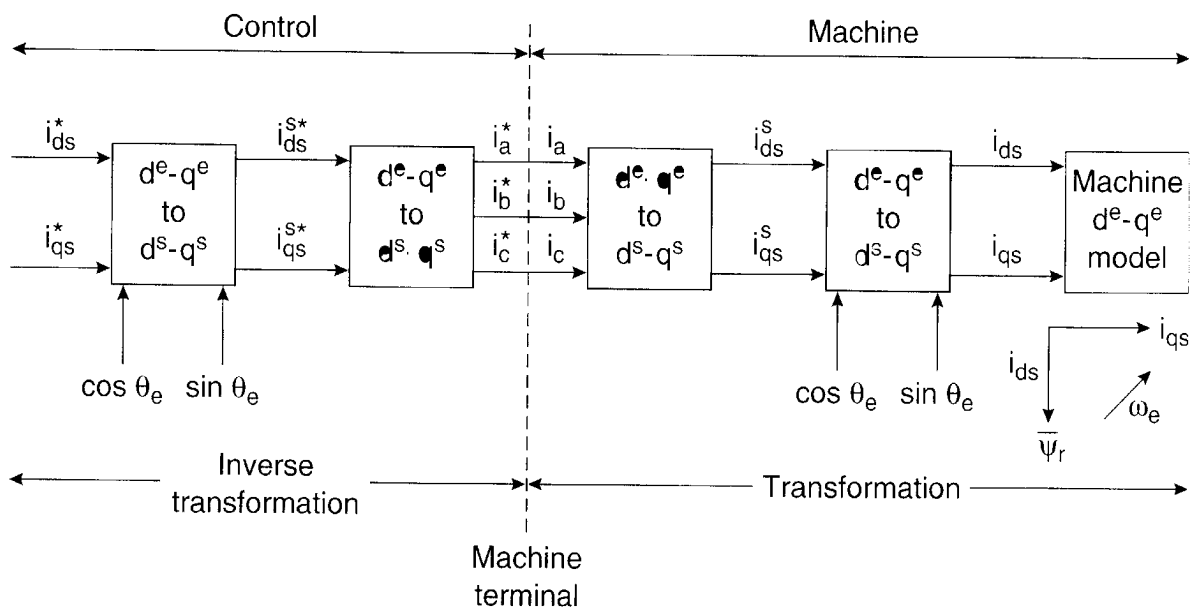 Control
Machine
i*ds
i*qs
dᵉ-qᵉ
to
dˢ-qˢ
cos θe
sin θe
iˢ*ds
iˢ*qs
dᵉ-qᵉ
to
dˢ-qˢ
i*a
i*b
i*c
ia
ib
ic
dᵉ-qᵉ
to
dˢ-qˢ
iˢds
iˢqs
dᵉ-qᵉ
to
dˢ-qˢ
cos θe
sin θe
ids
iqs
Machine
dᵉ-qᵉ
model
iqs
ids
ωe
ψ̅r
Inverse
transformation
Transformation
Machine
terminal